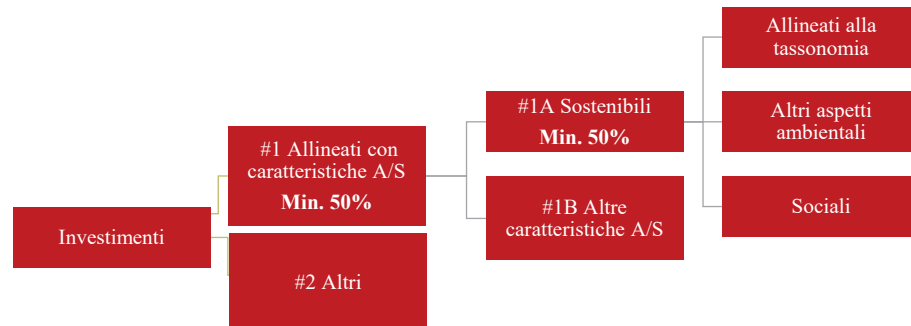 Investimenti
#1 Allineati con
caratteristiche A/S
Min. 50%
#2 Altri
#1A Sostenibili
Min. 50%
#1B Altre
caratteristiche A/S
Allineati alla
tassonomia
Altri aspetti
ambientali
Sociali